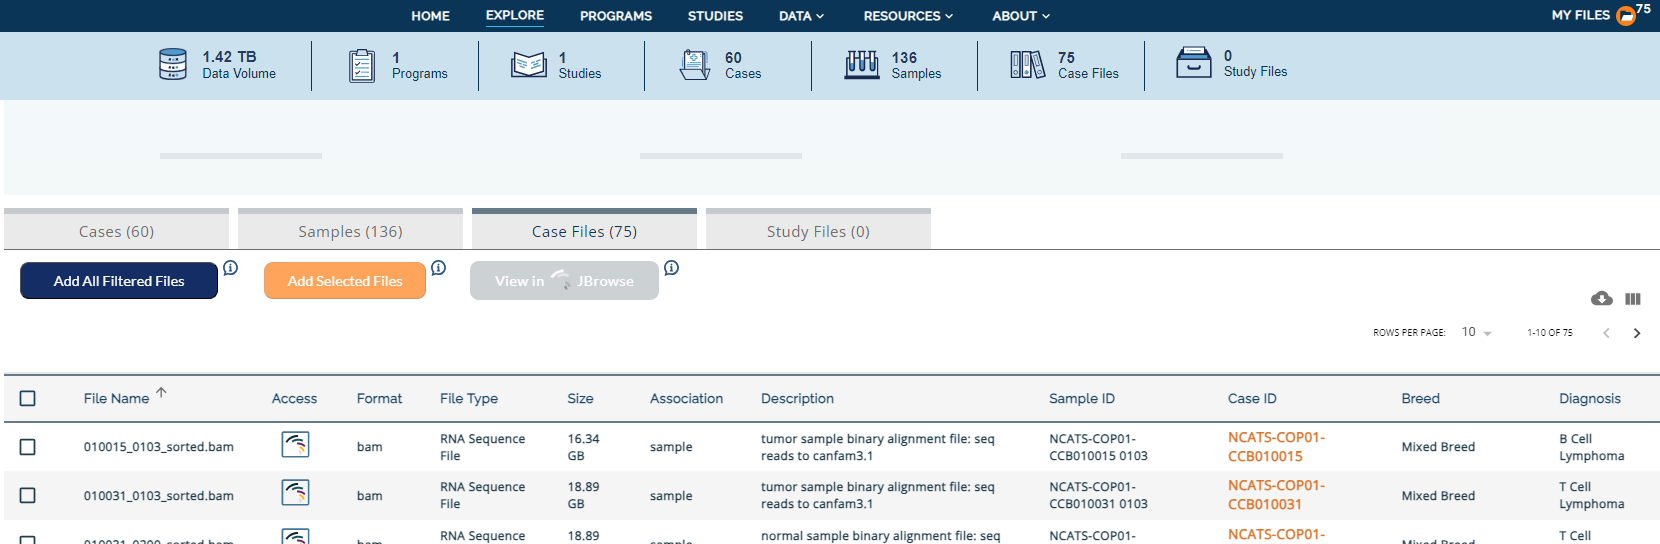 HOME EXPLORE PROGRAMS STUDIES DATA RESOURCES ABOUT MY FILES 75
1.42 TB
Data Volume
1
Programs
1
Studies
60
Cases
136
Samples
75
Case Files
0
Study Files
Cases (60) Samples (136) Case Files (75) Study Files (0)
Add All Filtered Files Add Selected Files View in JBrowse
ROWS PER PAGE: 10 1-10 OF 75
File Name Access Format File Type Size Association Description Sample ID Case ID Breed Diagnosis
010015_0103_sorted.bam bam RNA Sequence File 16.34 GB sample tumor sample binary alignment file: seq reads to canfam3.1 NCATS-COP01-CCB010015 0103 NCATS-COP01-CCB010015 Mixed Breed B Cell Lymphoma
010031_0103_sorted.bam bam RNA Sequence File 18.89 GB sample tumor sample binary alignment file: seq reads to canfam3.1 NCATS-COP01-CCB010031 0103 NCATS-COP01-CCB010031 Mixed Breed T Cell Lymphoma
RNA Sequence 18.89 normal sample binary alignment file: seq NCATS-COP01- NCATS-COP01- T Cell